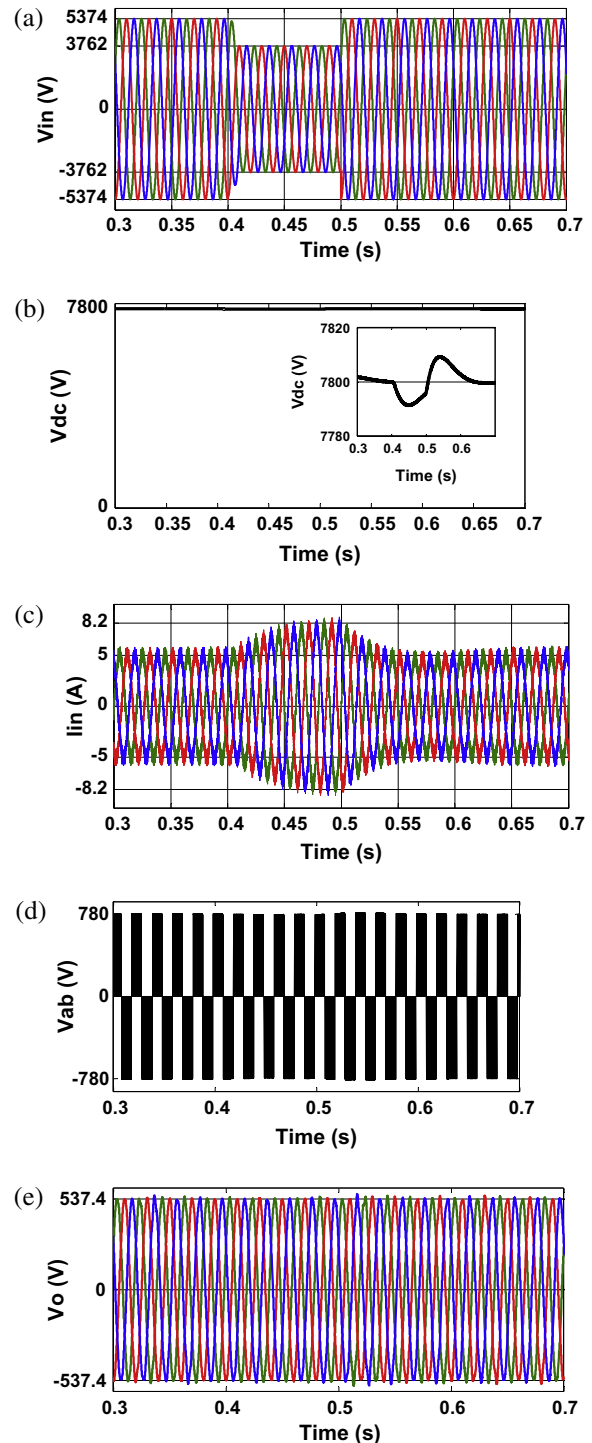 (a)
Vin (V)
5374
3762
0
-3762
-5374
0.3 0.35 0.4 0.45 0.5 0.55 0.6 0.65 0.7
Time (s)
(b)
Vdc (V)
7800
0
0.3 0.35 0.4 0.45 0.5 0.55 0.6 0.65 0.7
Time (s)
Vdc (V)
7820
7800
7780
0.3 0.4 0.5 0.6
Time (s)
(c)
Iin (A)
8.2
5
0
-5
-8.2
0.3 0.35 0.4 0.45 0.5 0.55 0.6 0.65 0.7
Time (s)
(d)
Vab (V)
780
0
-780
0.3 0.4 0.5 0.6 0.7
Time (s)
(e)
Vo (V)
537.4
0
-537.4
0.3 0.4 0.5 0.6 0.7
Time (s)